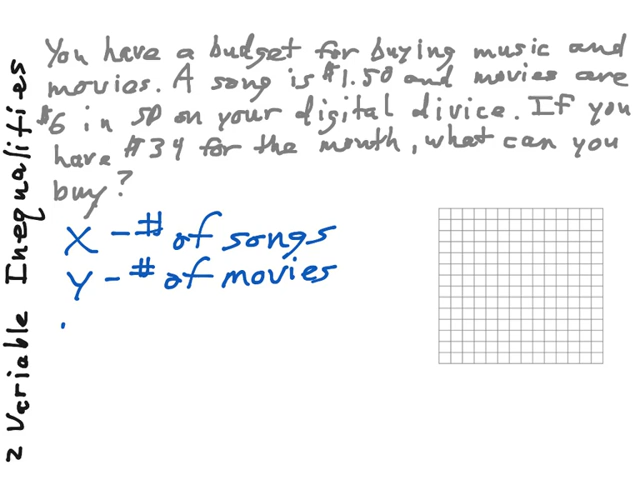 2 Variable Inequalities
You have a budget for buying music and
movies. A song is $1.50 and movies are
$6 in SD on your digital divice. If you
have $34 for the month, what can you
buy?
X - # of songs
Y - # of movies
.